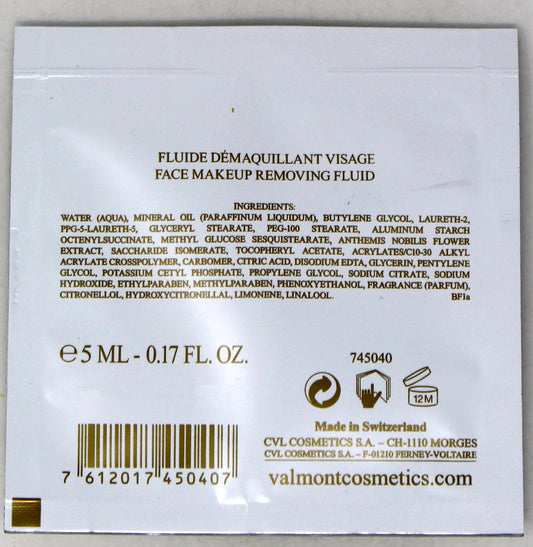 FLUIDE DÉMAQUILLANT VISAGE
FACE MAKEUP REMOVING FLUID
INGREDIENTS:
WATER (AQUA), MINERAL OIL (PARAFFINUM LIQUIDUM), BUTYLENE GLYCOL, LAURETH-2,
PPG-5-LAURETH-5, GLYCERYL STEARATE, PEG-100 STEARATE, ALUMINUM STARCH
OCTENYLSUCCINATE, METHYL GLUCOSE SESQUISTEARATE, ANTHEMIS NOBILIS FLOWER
EXTRACT, SACCHARIDE ISOMERATE, TOCOPHERYL ACETATE, ACRYLATES/C10-30 ALKYL
ACRYLATE CROSSPOLYMER, CARBOMER, CITRIC ACID, DISODIUM EDTA, GLYCERIN, PENTYLENE
GLYCOL, POTASSIUM CETYL PHOSPHATE, PROPYLENE GLYCOL, SODIUM CITRATE, SODIUM
HYDROXIDE, ETHYLPARABEN, METHYLPARABEN, PHENOXYETHANOL, FRAGRANCE (PARFUM),
CITRONELLOL, HYDROXYCITRONELLAL, LIMONENE, LINALOOL. BF1a
℮ 5 ML - 0.17 FL. OZ.
745040
12M
Made in Switzerland
CVL COSMETICS S.A. – CH-1110 MORGES
CVL COSMETICS S.A. – F-01210 FERNEY-VOLTAIRE
valmontcosmetics.com
7 612017 450407